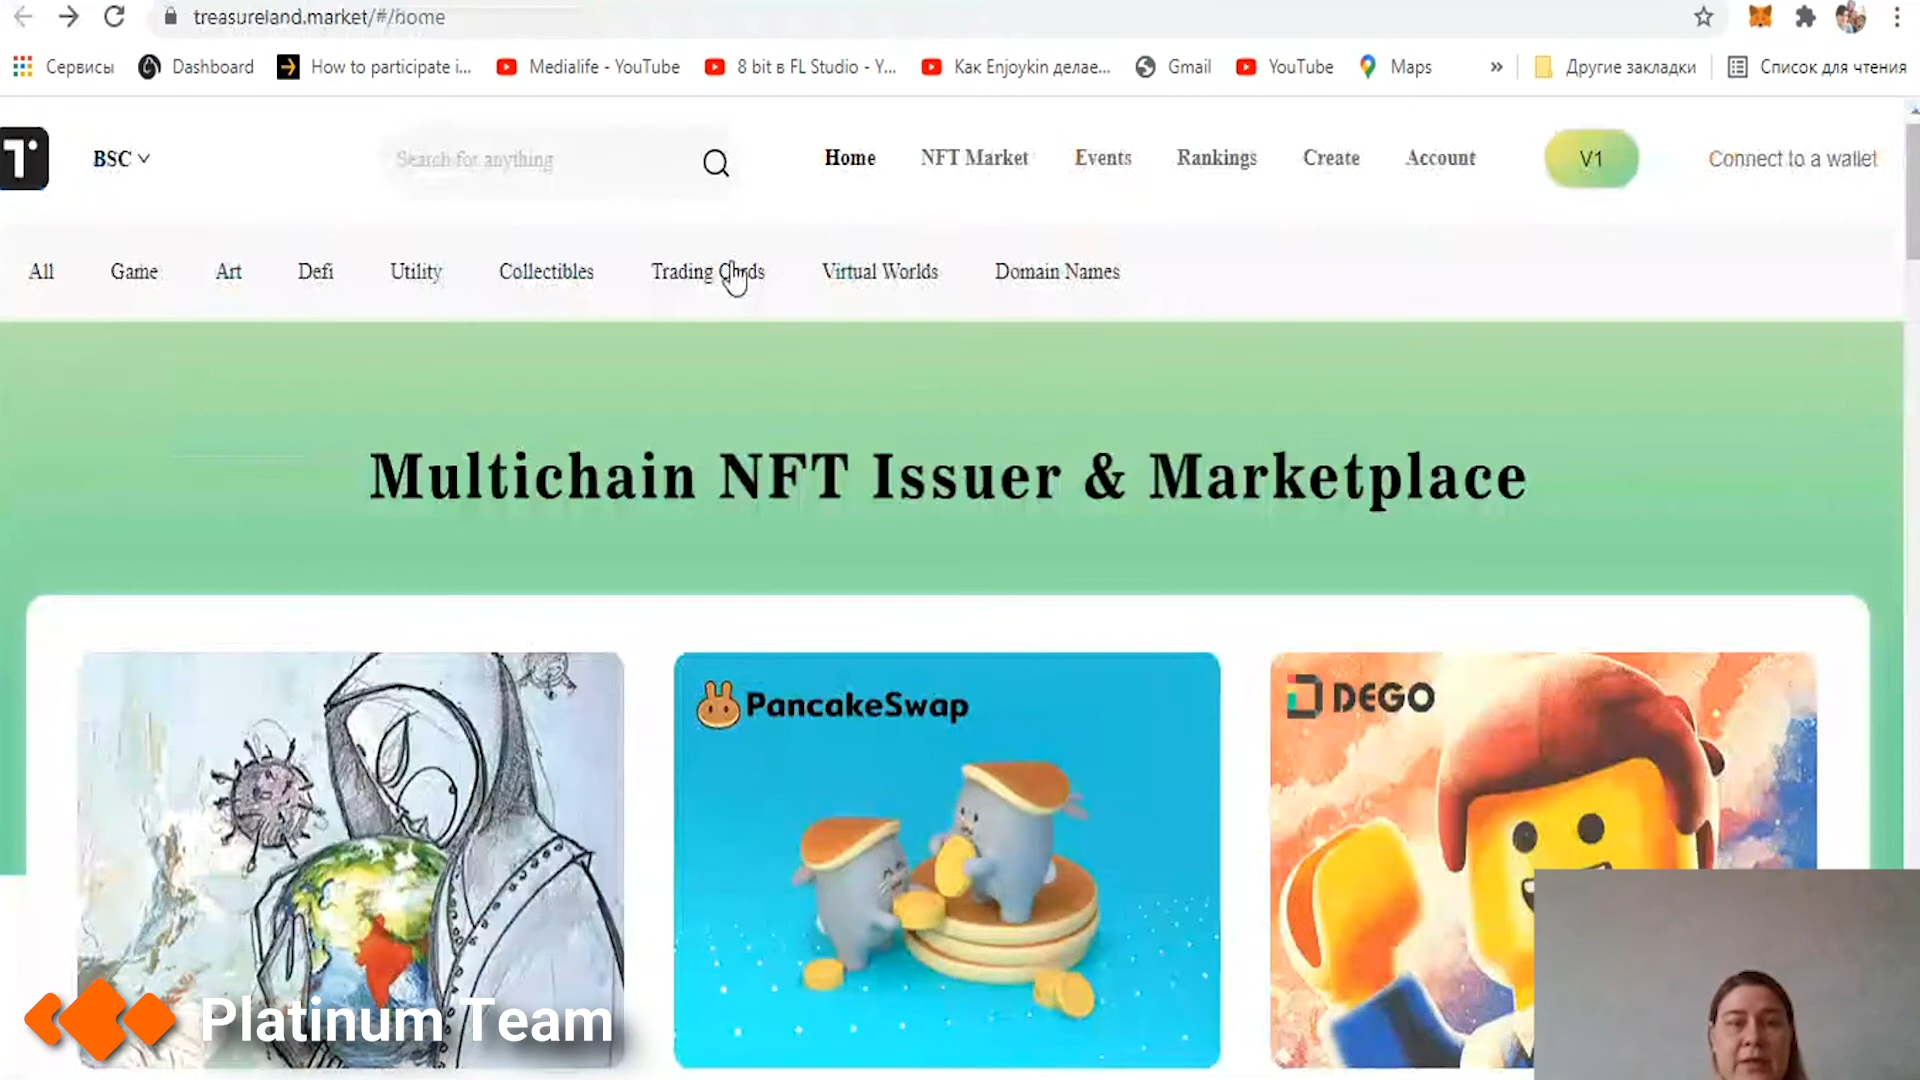 treasureland.market/#/home
Сервисы Dashboard How to participate i... Medialife - YouTube 8 bit в FL Studio - Y... Как Enjoykin делае... Gmail YouTube Maps » Другие закладки Список для чтения
T BSC Search for anything Home NFT Market Events Rankings Create Account V1 Connect to a wallet
All Game Art Defi Utility Collectibles Trading Cards Virtual Worlds Domain Names
Multichain NFT Issuer & Marketplace
PancakeSwap
DEGO
Platinum Team